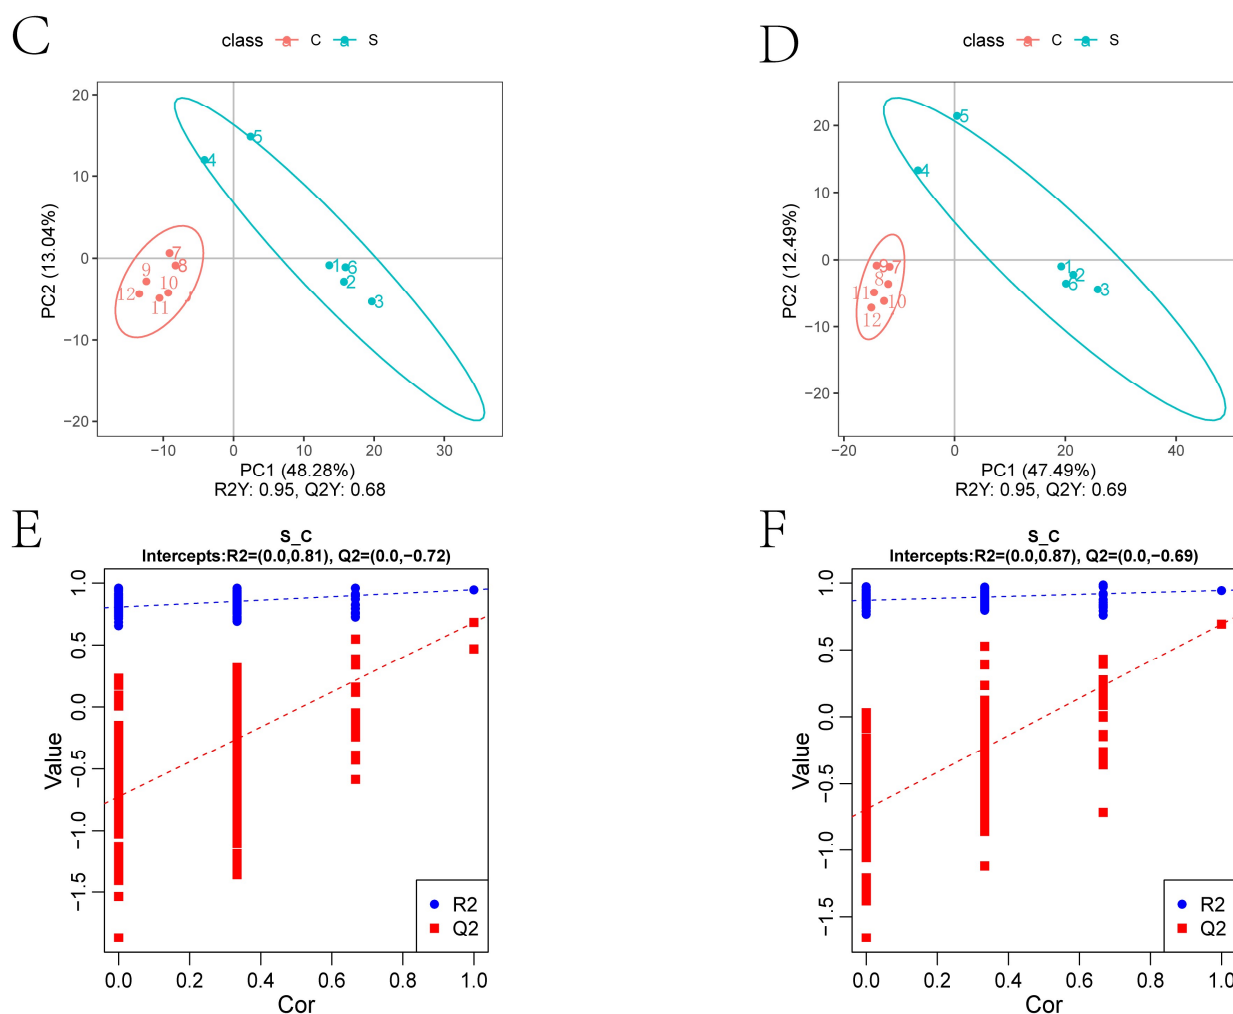 C
class C S
20
10
0
−10
−20
PC2 (13.04%)
5
4
7
8
9
10
12
11
1
6
2
3
−10 0 10 20 30
PC1 (48.28%)
R2Y: 0.95, Q2Y: 0.68
D
class C S
20
10
0
−10
−20
PC2 (12.49%)
5
4
9
7
8
11
10
12
1
2
6
3
−20 0 20 40
PC1 (47.49%)
R2Y: 0.95, Q2Y: 0.69
E
S_C
Intercepts:R2=(0.0,0.81), Q2=(0.0,−0.72)
1.0
0.5
0.0
−0.5
−1.0
−1.5
Value
R2
Q2
0.0 0.2 0.4 0.6 0.8 1.0
Cor
F
S_C
Intercepts:R2=(0.0,0.87), Q2=(0.0,−0.69)
1.0
0.5
0.0
−0.5
−1.0
−1.5
Value
R2
Q2
0.0 0.2 0.4 0.6 0.8 1.0
Cor